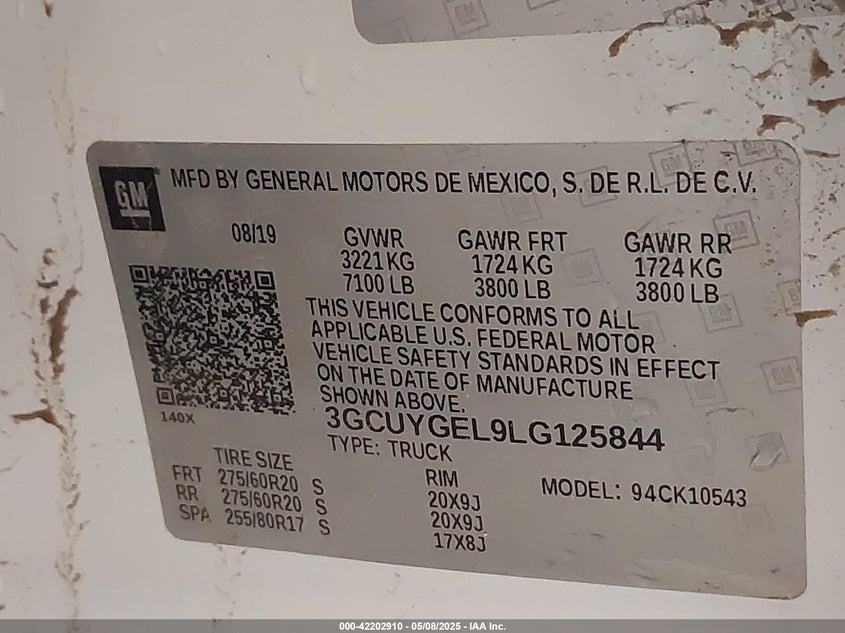 GM
MFD BY GENERAL MOTORS DE MEXICO, S. DE R.L. DE C.V.
08/19 GVWR GAWR FRT GAWR RR
3221 KG 1724 KG 1724 KG
7100 LB 3800 LB 3800 LB
THIS VEHICLE CONFORMS TO ALL
APPLICABLE U.S. FEDERAL MOTOR
VEHICLE SAFETY STANDARDS IN EFFECT
ON THE DATE OF MANUFACTURE
SHOWN ABOVE.
140X
3GCUYGEL9LG125844
TYPE: TRUCK
TIRE SIZE RIM MODEL: 94CK10543
FRT 275/60R20 S 20X9J
RR 275/60R20 S 20X9J
SPA 255/80R17 S 17X8J
000-42202910 - 05/08/2025 - IAA Inc.